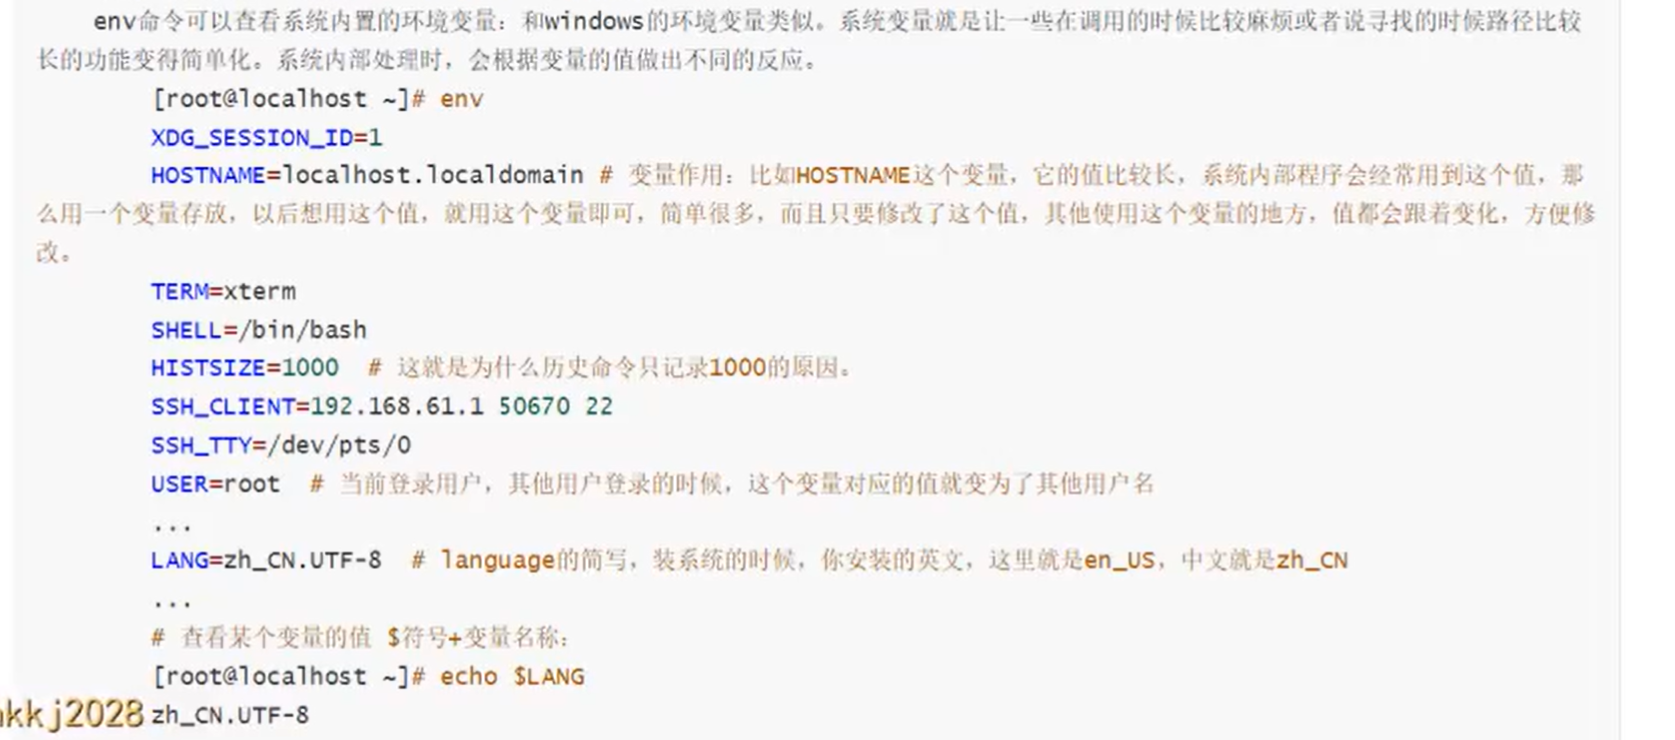 env命令可以查看系统内置的环境变量：和windows的环境变量类似。系统变量就是让一些在调用的时候比较麻烦或者说寻找的时候路径比较
长的功能变得简单化。系统内部处理时，会根据变量的值做出不同的反应。
[root@localhost ~]# env
XDG_SESSION_ID=1
HOSTNAME=localhost.localdomain # 变量作用：比如HOSTNAME这个变量，它的值比较长，系统内部程序会经常用到这个值，那
么用一个变量存放，以后想用这个值，就用这个变量即可，简单很多，而且只要修改了这个值，其他使用这个变量的地方，值都会跟着变化，方便修
改。
TERM=xterm
SHELL=/bin/bash
HISTSIZE=1000 # 这就是为什么历史命令只记录1000的原因。
SSH_CLIENT=192.168.61.1 50670 22
SSH_TTY=/dev/pts/0
USER=root # 当前登录用户，其他用户登录的时候，这个变量对应的值就变为了其他用户名
...
LANG=zh_CN.UTF-8 # language的简写，装系统的时候，你安装的英文，这里就是en_US，中文就是zh_CN
...
# 查看某个变量的值 $符号+变量名称：
[root@localhost ~]# echo $LANG
kkj2028 zh_CN.UTF-8